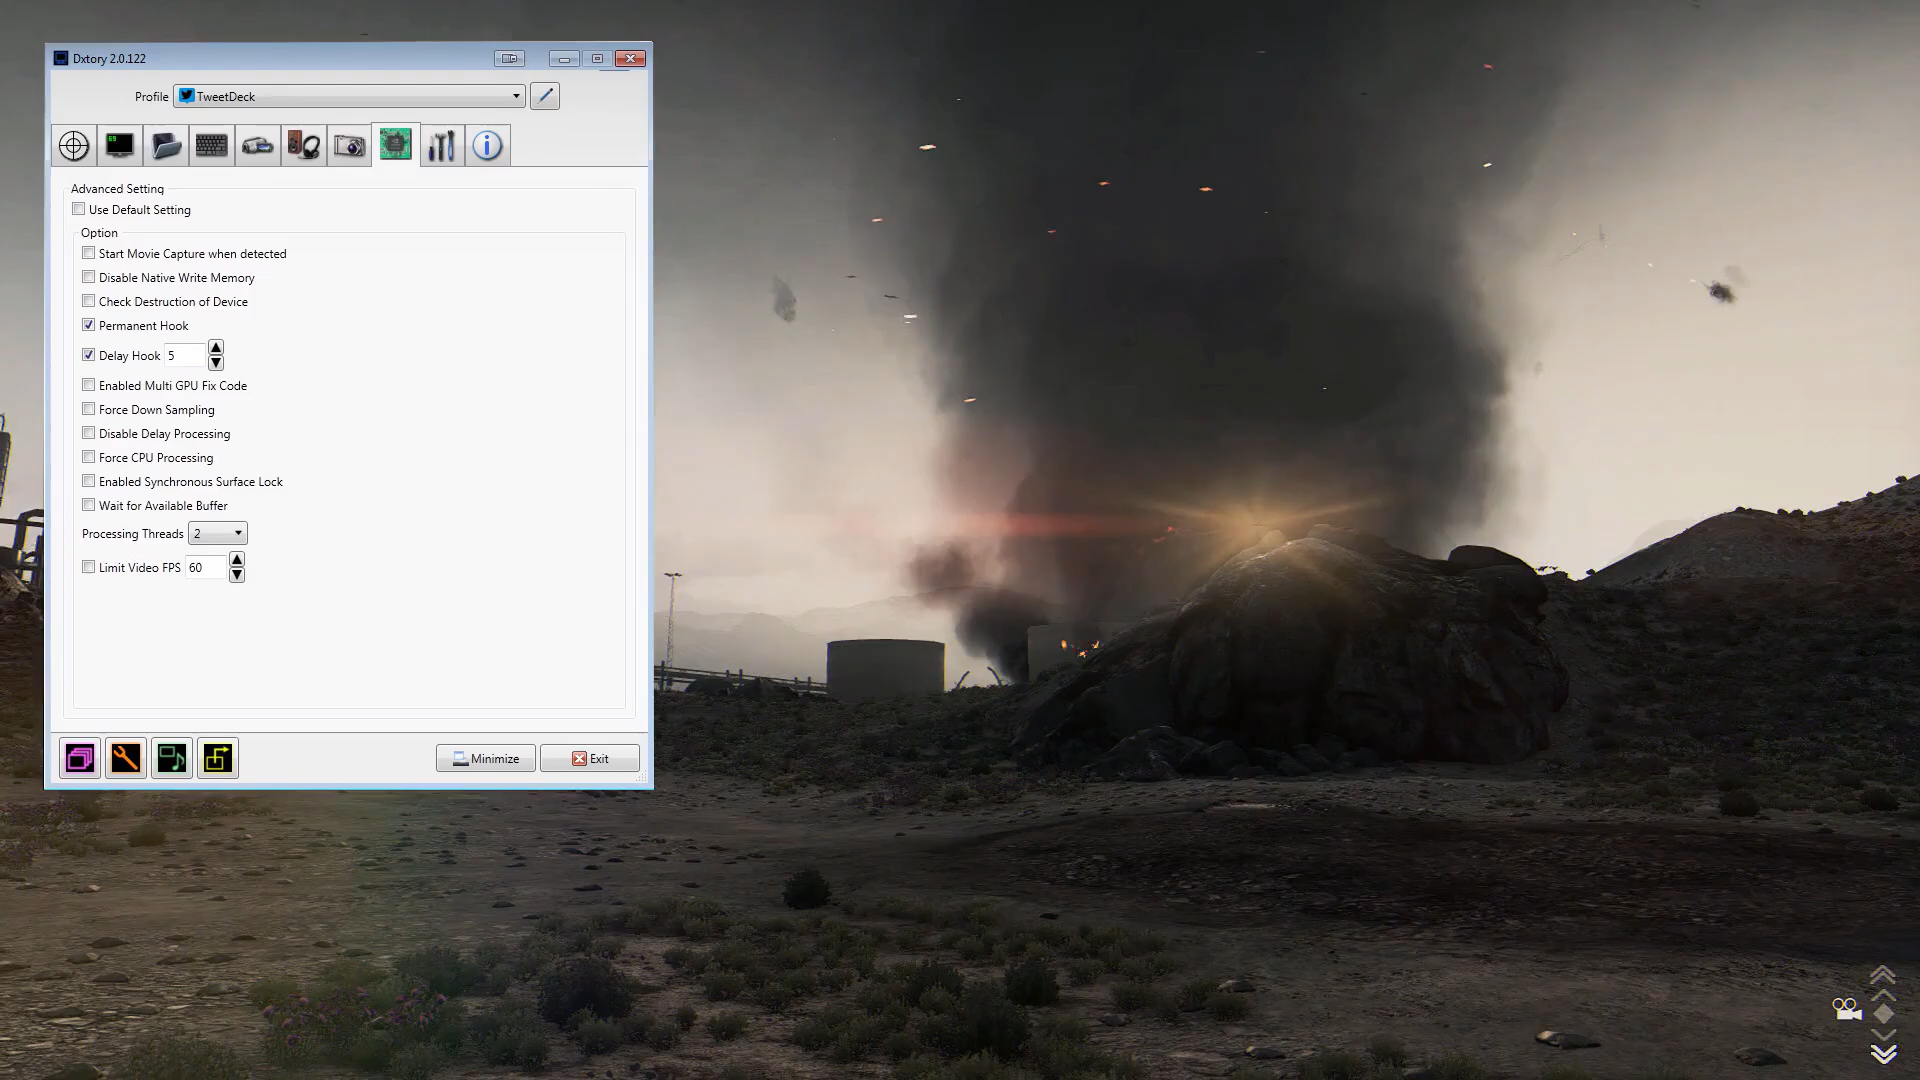 Dxtory 2.0.122
Profile TweetDeck
Advanced Setting
Use Default Setting
Option
Start Movie Capture when detected
Disable Native Write Memory
Check Destruction of Device
Permanent Hook
Delay Hook 5
Enabled Multi GPU Fix Code
Force Down Sampling
Disable Delay Processing
Force CPU Processing
Enabled Synchronous Surface Lock
Wait for Available Buffer
Processing Threads 2
Limit Video FPS 60
Minimize Exit